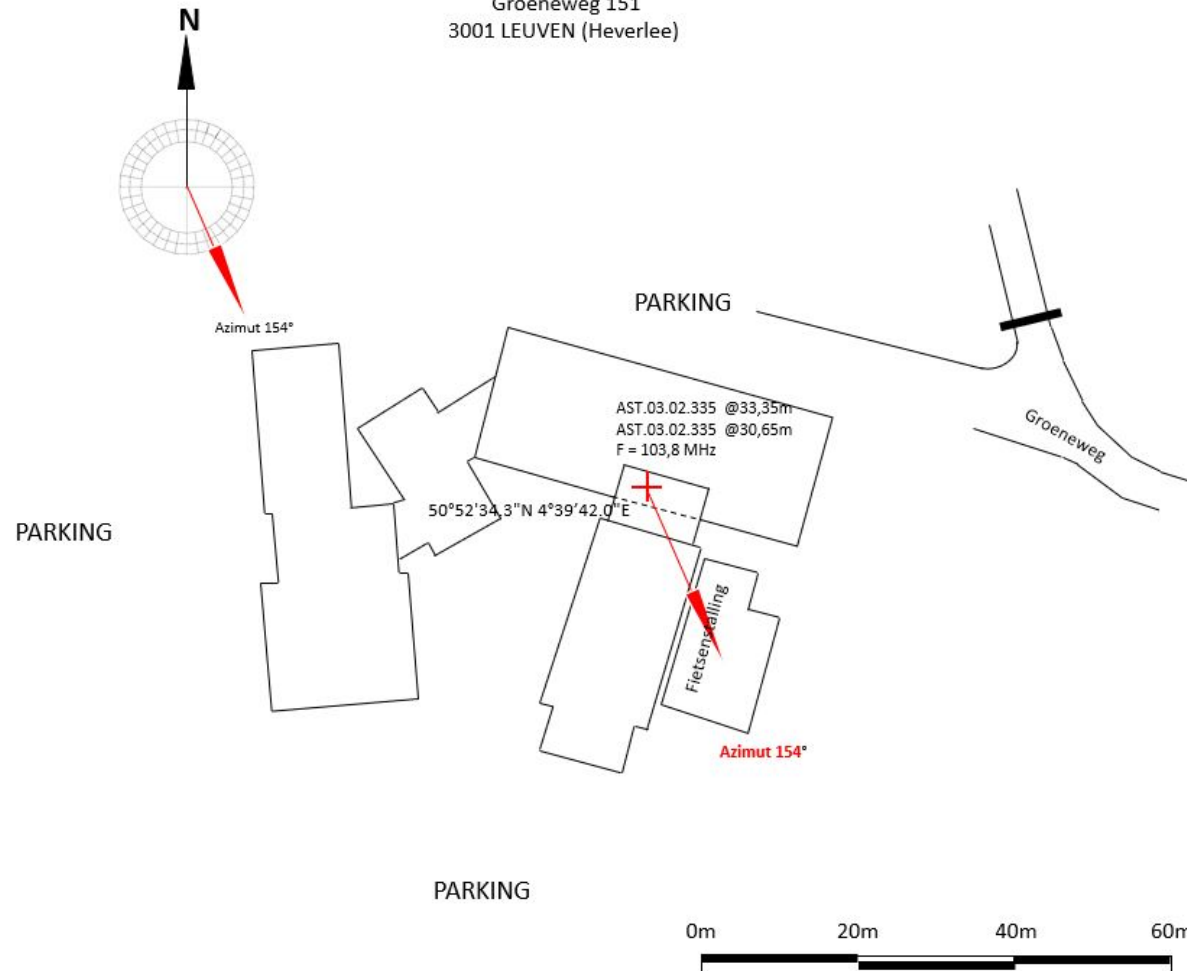 Groeneweg 151
3001 LEUVEN (Heverlee)
N
Azimut 154°
PARKING
AST.03.02.335 @33,35m
AST.03.02.335 @30,65m
F = 103,8 MHz
Groeneweg
50°52'34,3"N 4°39'42.0"E
PARKING
Fietsenstalling
Azimut 154°
PARKING
0m 20m 40m 60m